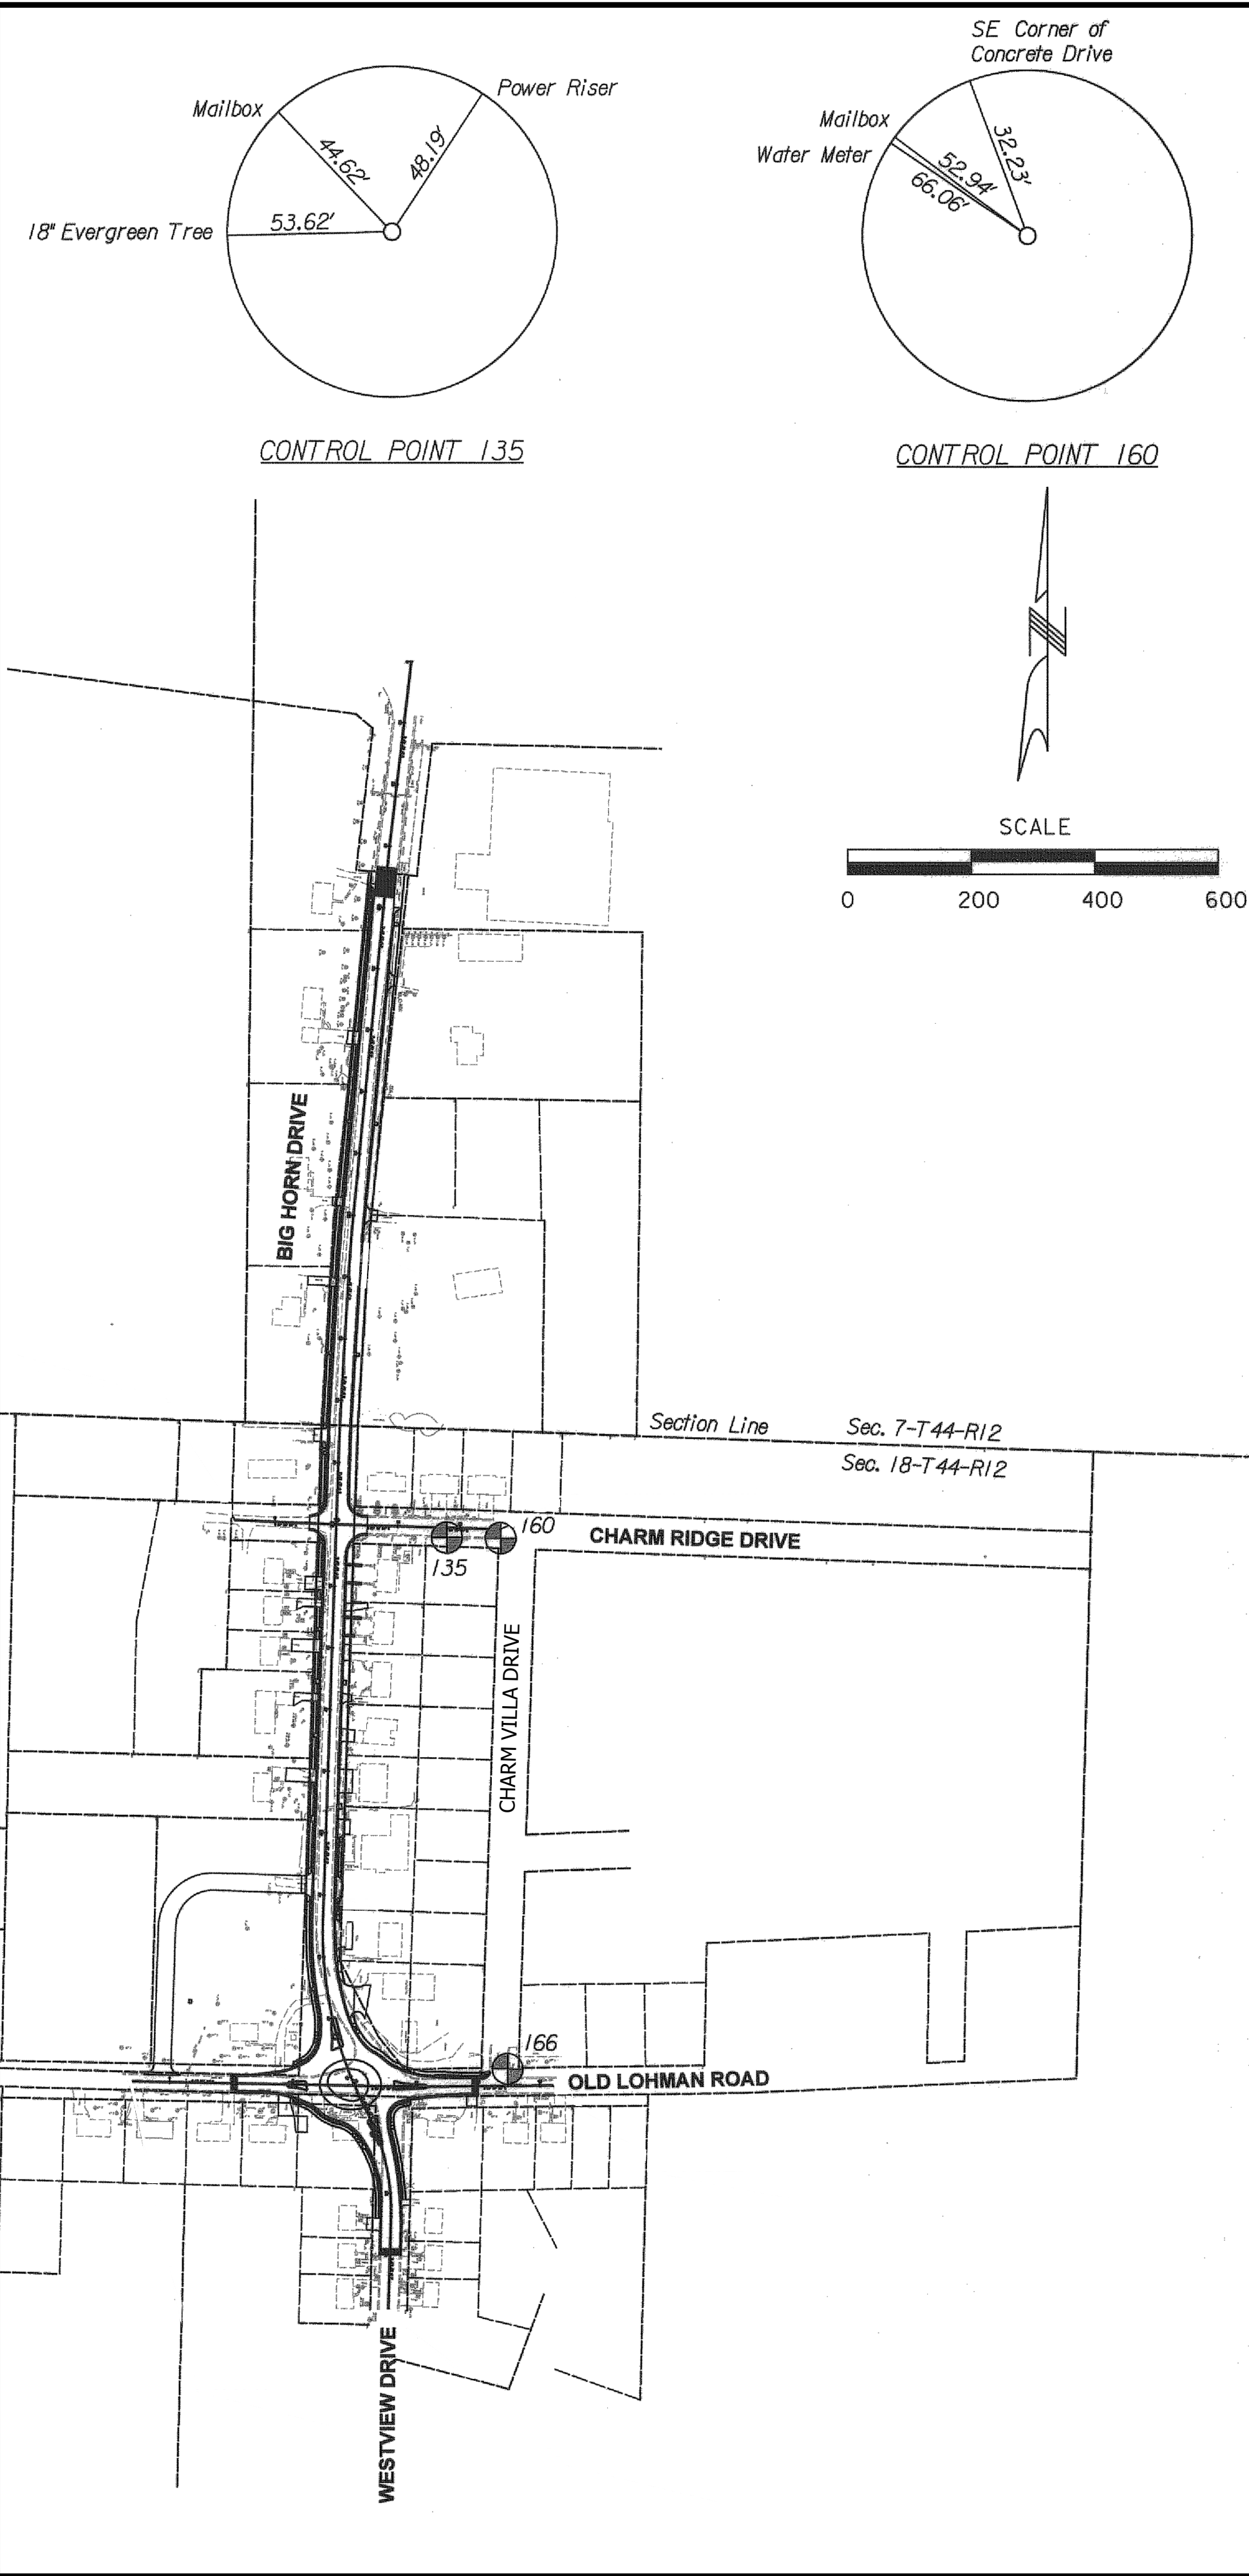 SE Corner of
Concrete Drive
Power Riser
Mailbox
44.62'
48.19'
18" Evergreen Tree
53.62'
Mailbox
Water Meter
32.23'
52.94'
66.06'
CONTROL POINT 135
CONTROL POINT 160
N
SCALE
0 200 400 600
BIG HORN DRIVE
Section Line
Sec. 7-T44-R12
Sec. 18-T44-R12
160
CHARM RIDGE DRIVE
135
CHARM VILLA DRIVE
166
OLD LOHMAN ROAD
WESTVIEW DRIVE